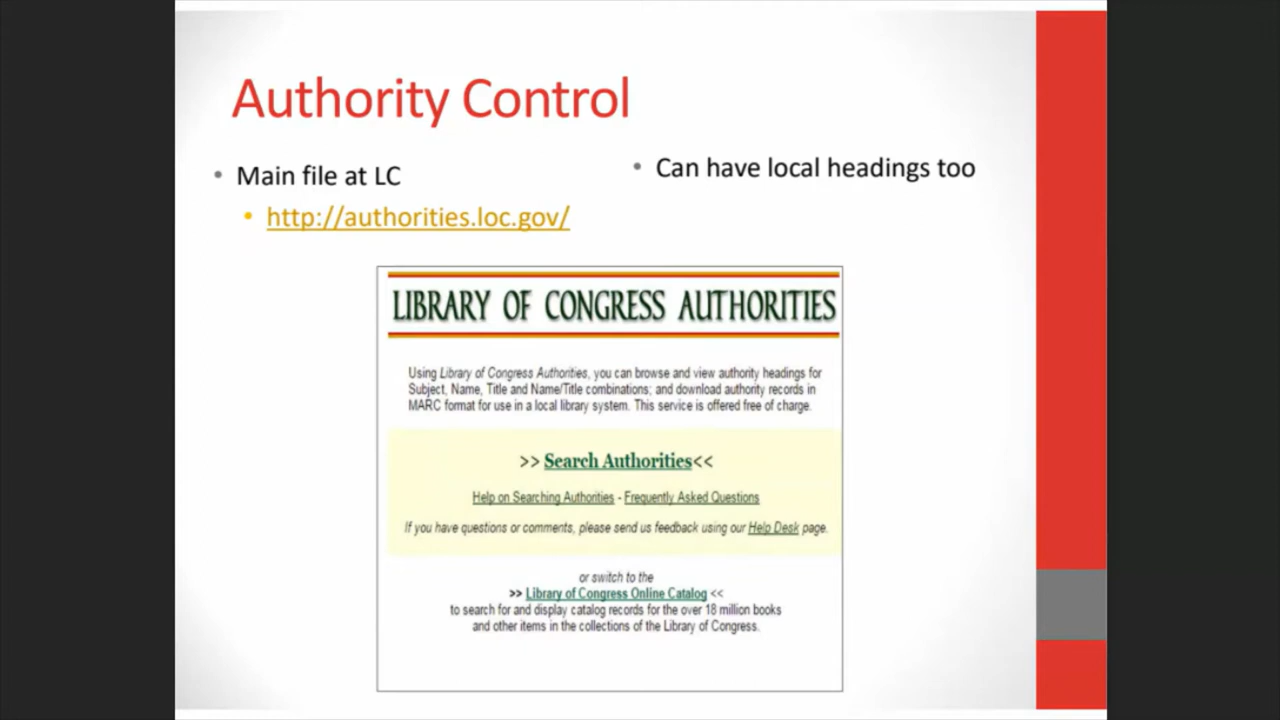 Authority Control
• Main file at LC
• http://authorities.loc.gov/
• Can have local headings too
LIBRARY OF CONGRESS AUTHORITIES
Using Library of Congress Authorities, you can browse and view authority headings for
Subject, Name, Title and Name/Title combinations; and download authority records in
MARC format for use in a local library system. This service is offered free of charge.
>> Search Authorities<<
Help on Searching Authorities - Frequently Asked Questions
If you have questions or comments, please send us feedback using our Help Desk page.
or switch to the
>> Library of Congress Online Catalog <<
to search for and display catalog records for the over 18 million books
and other items in the collections of the Library of Congress.